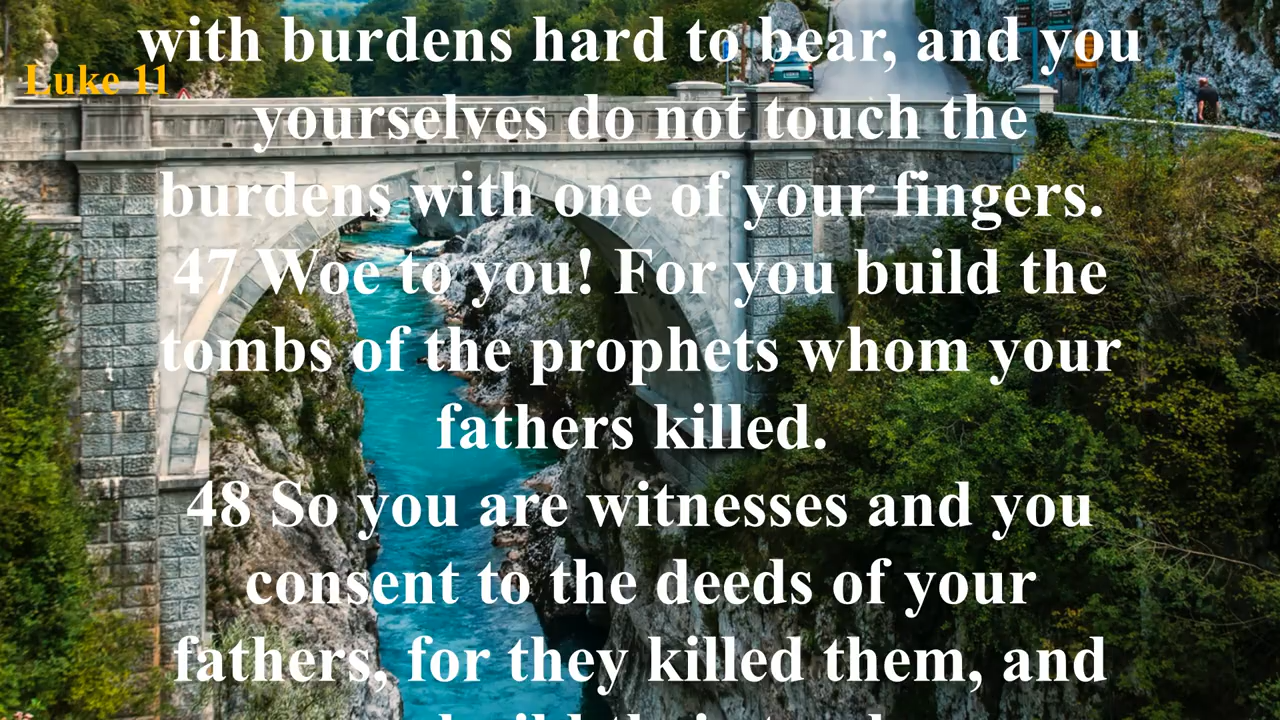 with burdens hard to bear, and you
Luke 11
yourselves do not touch the
burdens with one of your fingers.
47 Woe to you! For you build the
tombs of the prophets whom your
fathers killed.
48 So you are witnesses and you
consent to the deeds of your
fathers, for they killed them, and